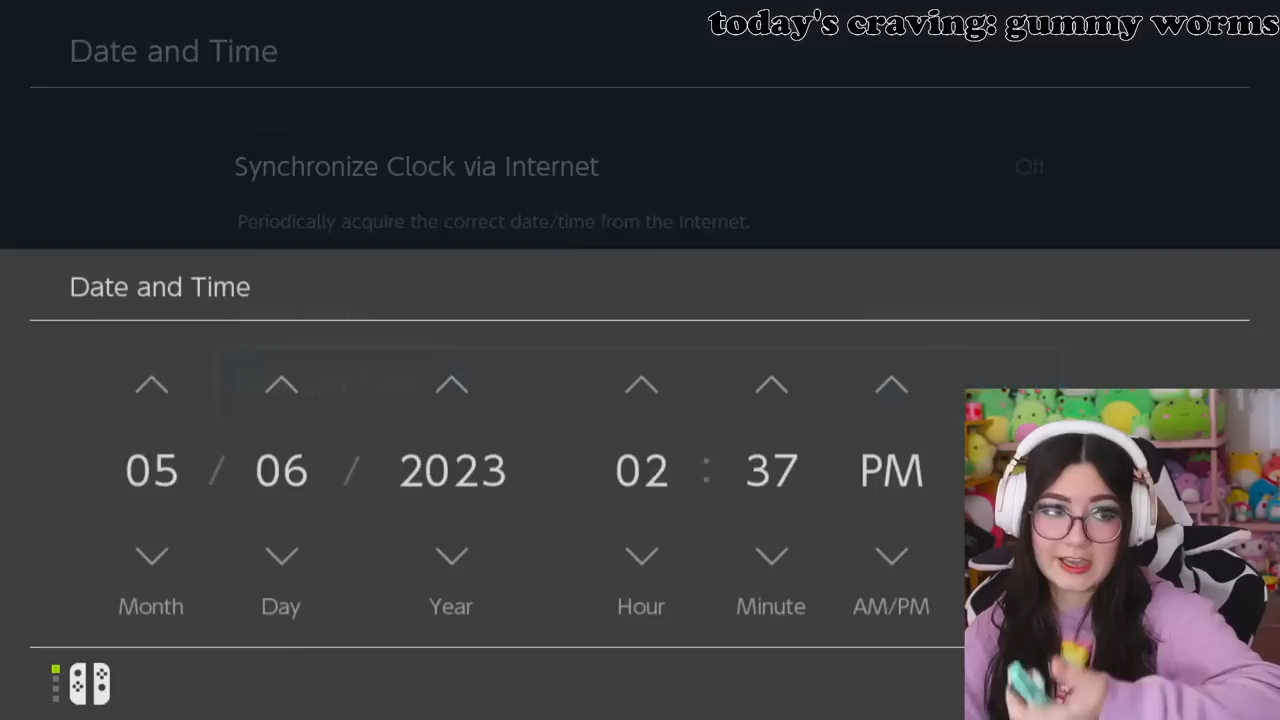 today's craving: gummy worms
Date and Time
Synchronize Clock via Internet Off
Periodically acquire the correct date/time from the Internet.
Date and Time
05 / 06 / 2023 02 : 37 PM
Month Day Year Hour Minute AM/PM